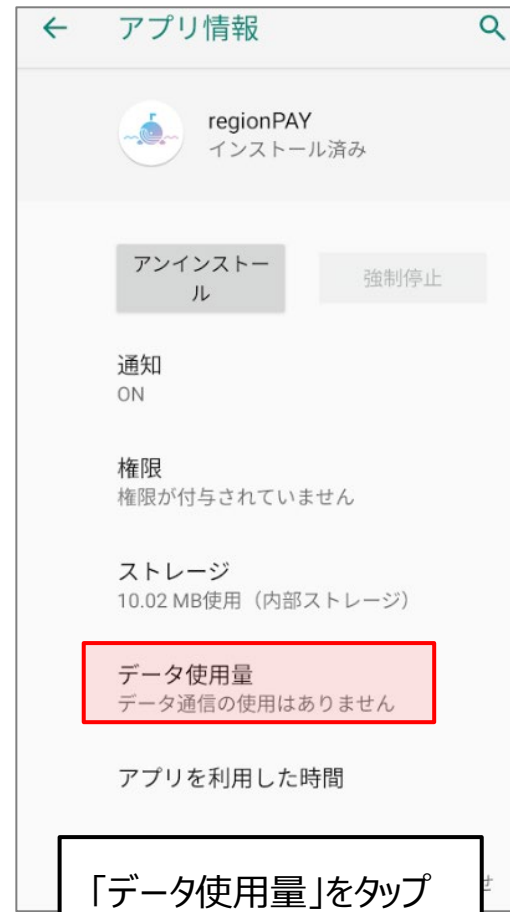 アプリ情報
regionPAY
インストール済み
アンインストー
ル
強制停止
通知
ON
権限
権限が付与されていません
ストレージ
10.02 MB使用（内部ストレージ）
データ使用量
データ通信の使用はありません
アプリを利用した時間
「データ使用量」をタップ